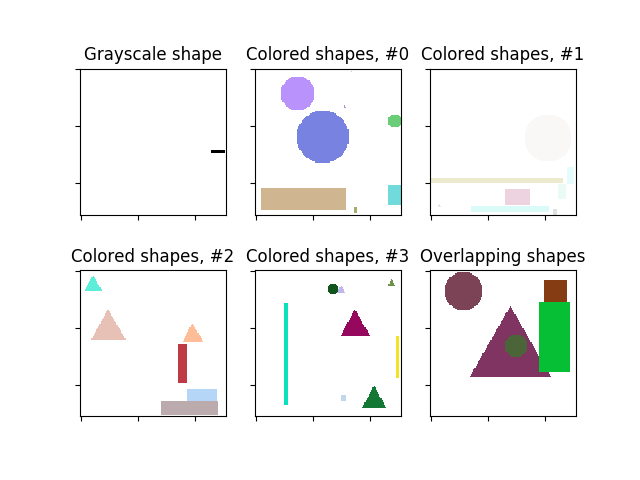 Grayscale shape
Colored shapes, #0
Colored shapes, #1
Colored shapes, #2
Colored shapes, #3
Overlapping shapes